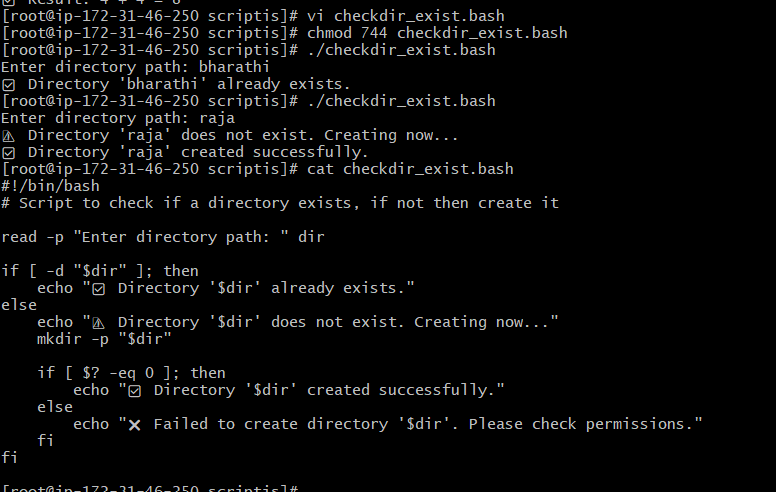 ☑ Result: 4 + 4 = 8
[root@ip-172-31-46-250 scriptis]# vi checkdir_exist.bash
[root@ip-172-31-46-250 scriptis]# chmod 744 checkdir_exist.bash
[root@ip-172-31-46-250 scriptis]# ./checkdir_exist.bash
Enter directory path: bharathi
☑ Directory 'bharathi' already exists.
[root@ip-172-31-46-250 scriptis]# ./checkdir_exist.bash
Enter directory path: raja
⚠ Directory 'raja' does not exist. Creating now...
☑ Directory 'raja' created successfully.
[root@ip-172-31-46-250 scriptis]# cat checkdir_exist.bash
#!/bin/bash
# Script to check if a directory exists, if not then create it
read -p "Enter directory path: " dir
if [ -d "$dir" ]; then
    echo "☑ Directory '$dir' already exists."
else
    echo "⚠ Directory '$dir' does not exist. Creating now..."
    mkdir -p "$dir"
    if [ $? -eq 0 ]; then
        echo "☑ Directory '$dir' created successfully."
    else
        echo "❌ Failed to create directory '$dir'. Please check permissions."
    fi
fi
[root@ip-172-31-46-250 scriptis]#